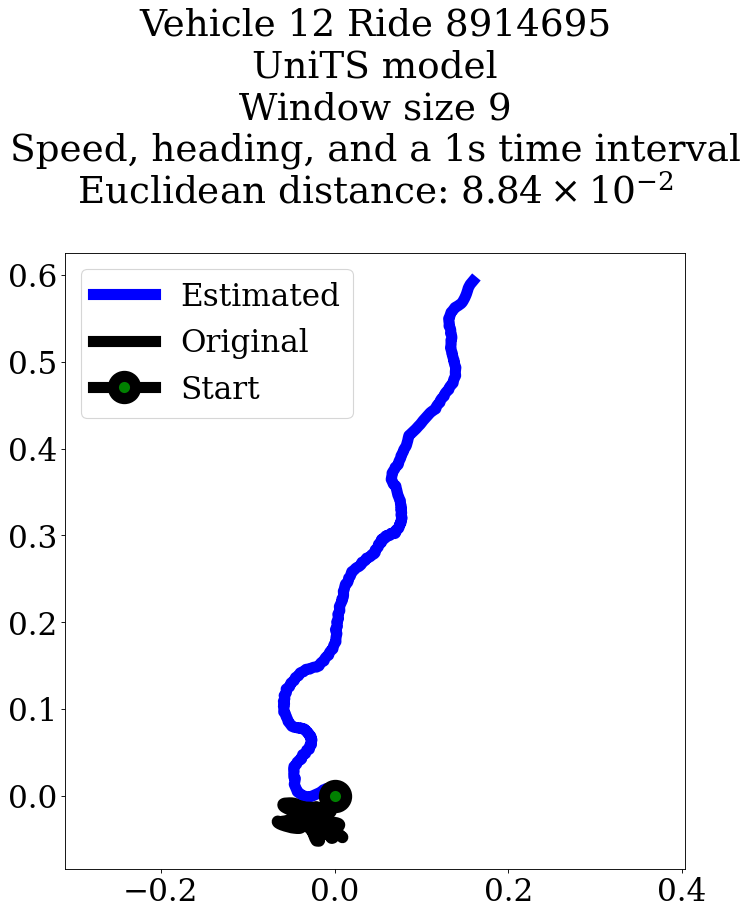 Vehicle 12 Ride 8914695
UniTS model
Window size 9
Speed, heading, and a 1s time interval
Euclidean distance: 8.84 × 10⁻²
0.6
0.5
0.4
0.3
0.2
0.1
0.0
Estimated
Original
Start
−0.2 0.0 0.2 0.4